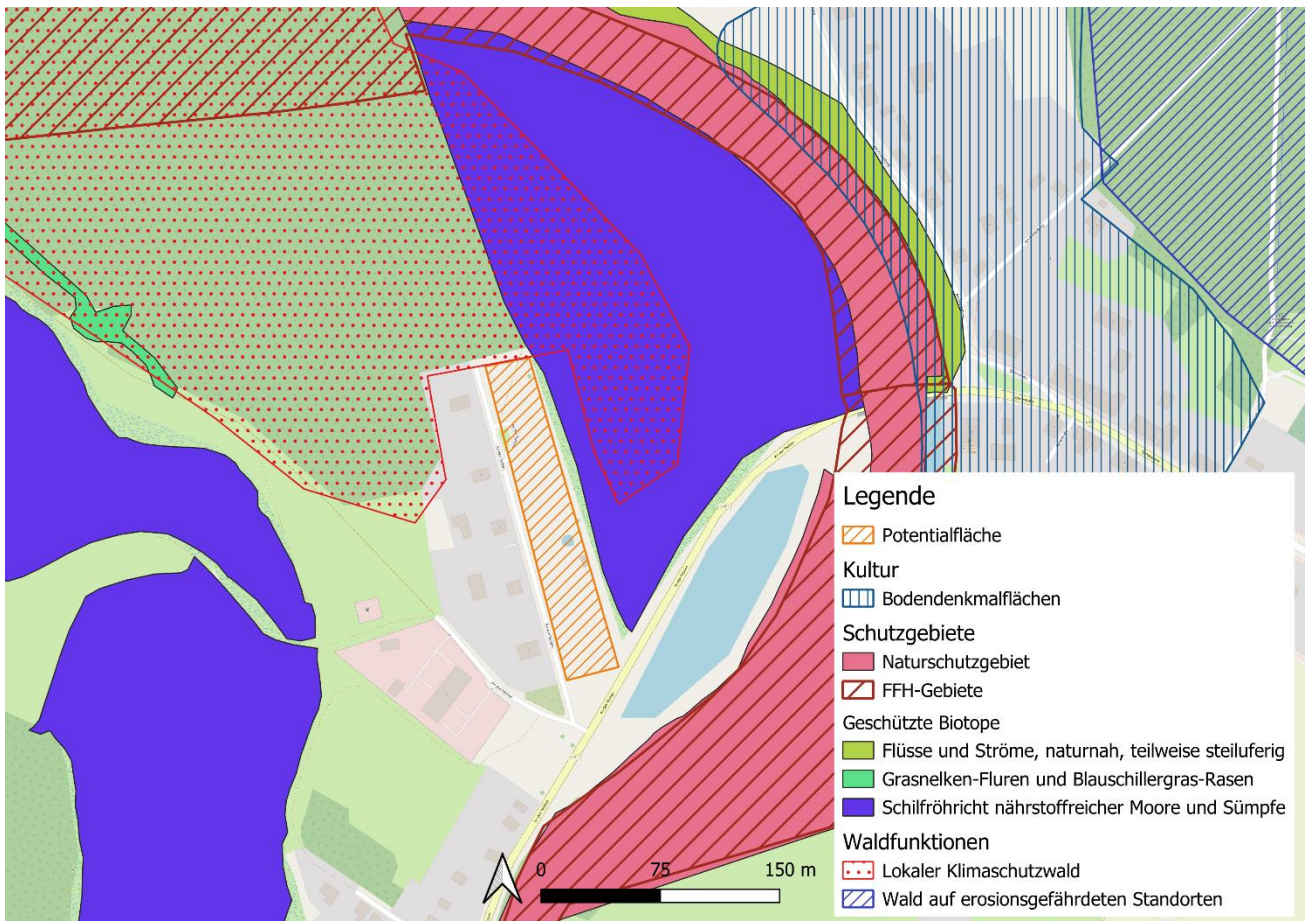 Legende
Potentialfläche
Kultur
Bodendenkmalflächen
Schutzgebiete
Naturschutzgebiet
FFH-Gebiete
Geschützte Biotope
Flüsse und Ströme, naturnah, teilweise steiluferig
Grasnelken-Fluren und Blauschillergras-Rasen
Schilfröhricht nährstoffreicher Moore und Sümpfe
Waldfunktionen
Lokaler Klimaschutzwald
Wald auf erosionsgefährdeten Standorten
0 75 150 m